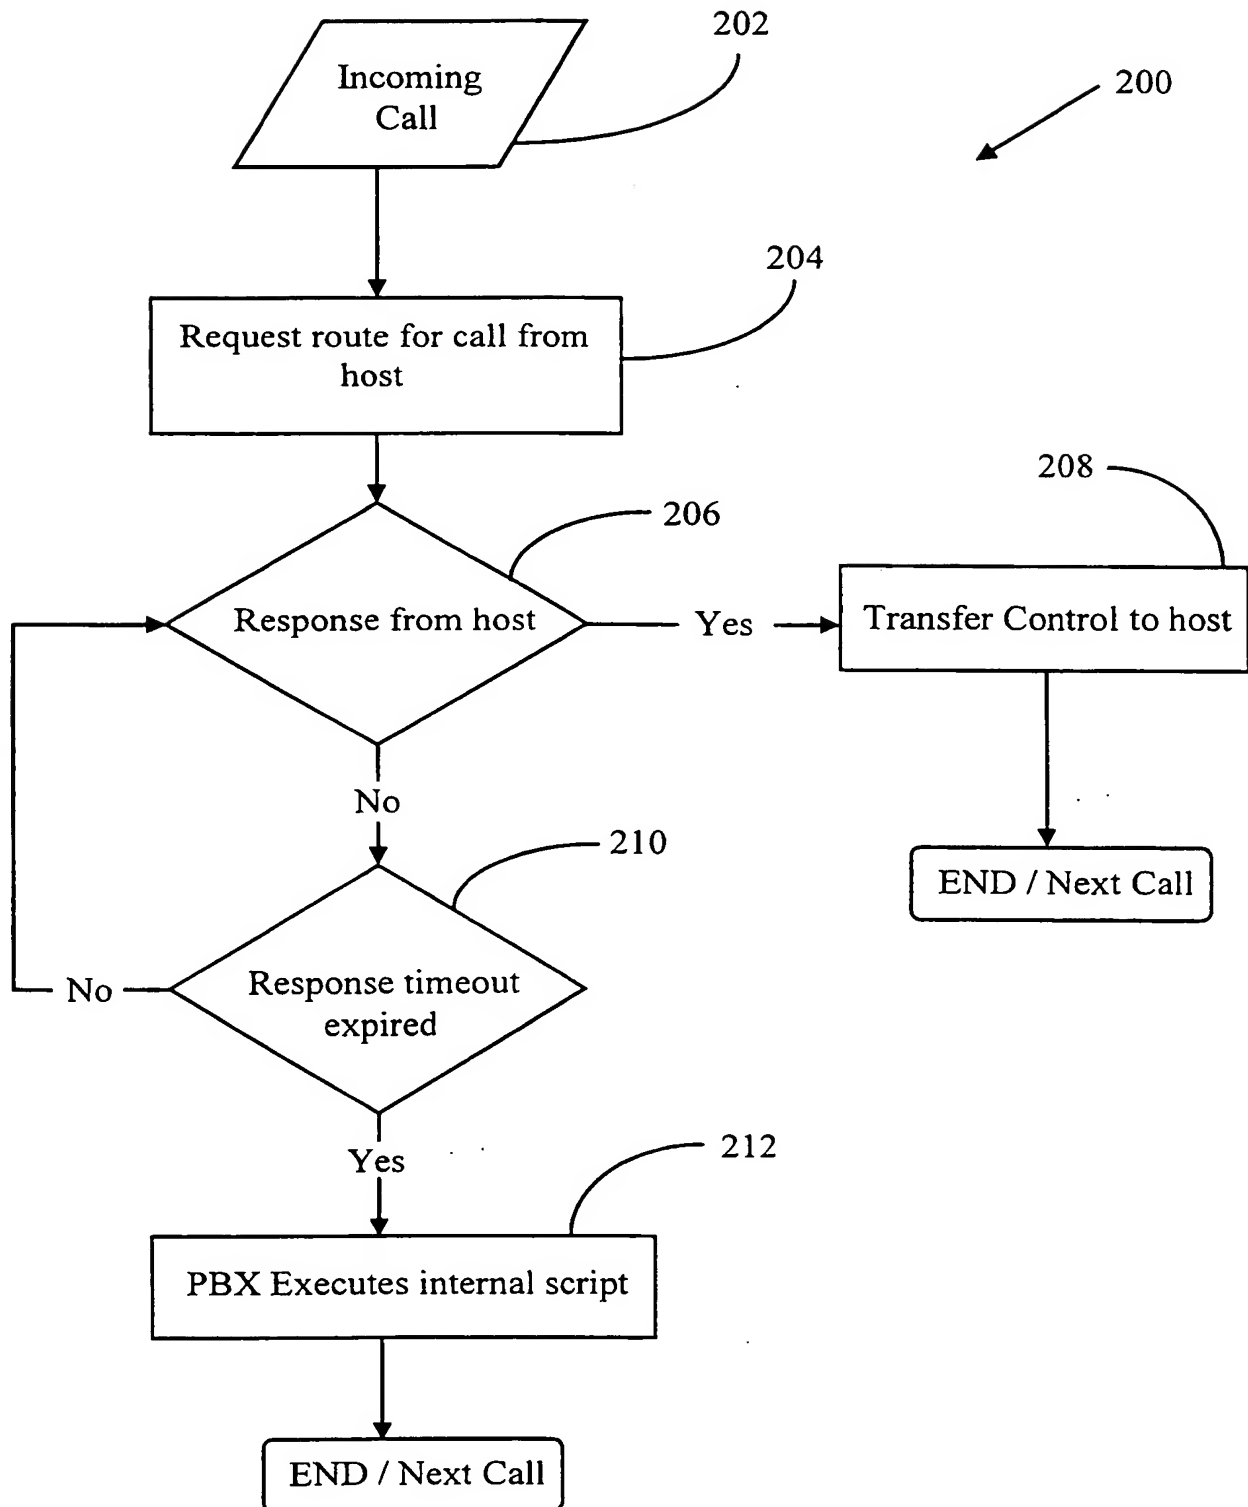 202
Incoming
Call
200
204
Request route for call from
host
208
206
Response from host
Yes
Transfer Control to host
No
210
END / Next Call
Response timeout
expired
No
Yes
212
PBX Executes internal script
END / Next Call